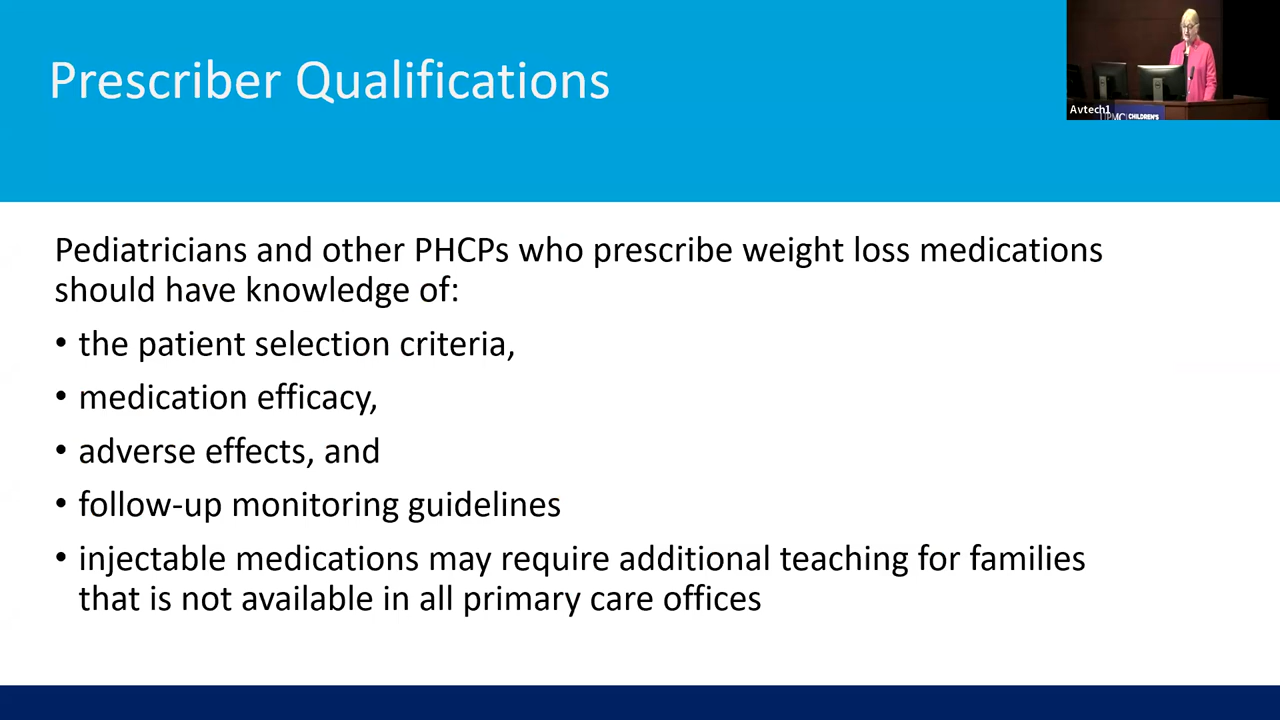 Prescriber Qualifications
Avtech1
UPMC CHILDREN'S
Pediatricians and other PHCPs who prescribe weight loss medications
should have knowledge of:
• the patient selection criteria,
• medication efficacy,
• adverse effects, and
• follow-up monitoring guidelines
• injectable medications may require additional teaching for families
that is not available in all primary care offices